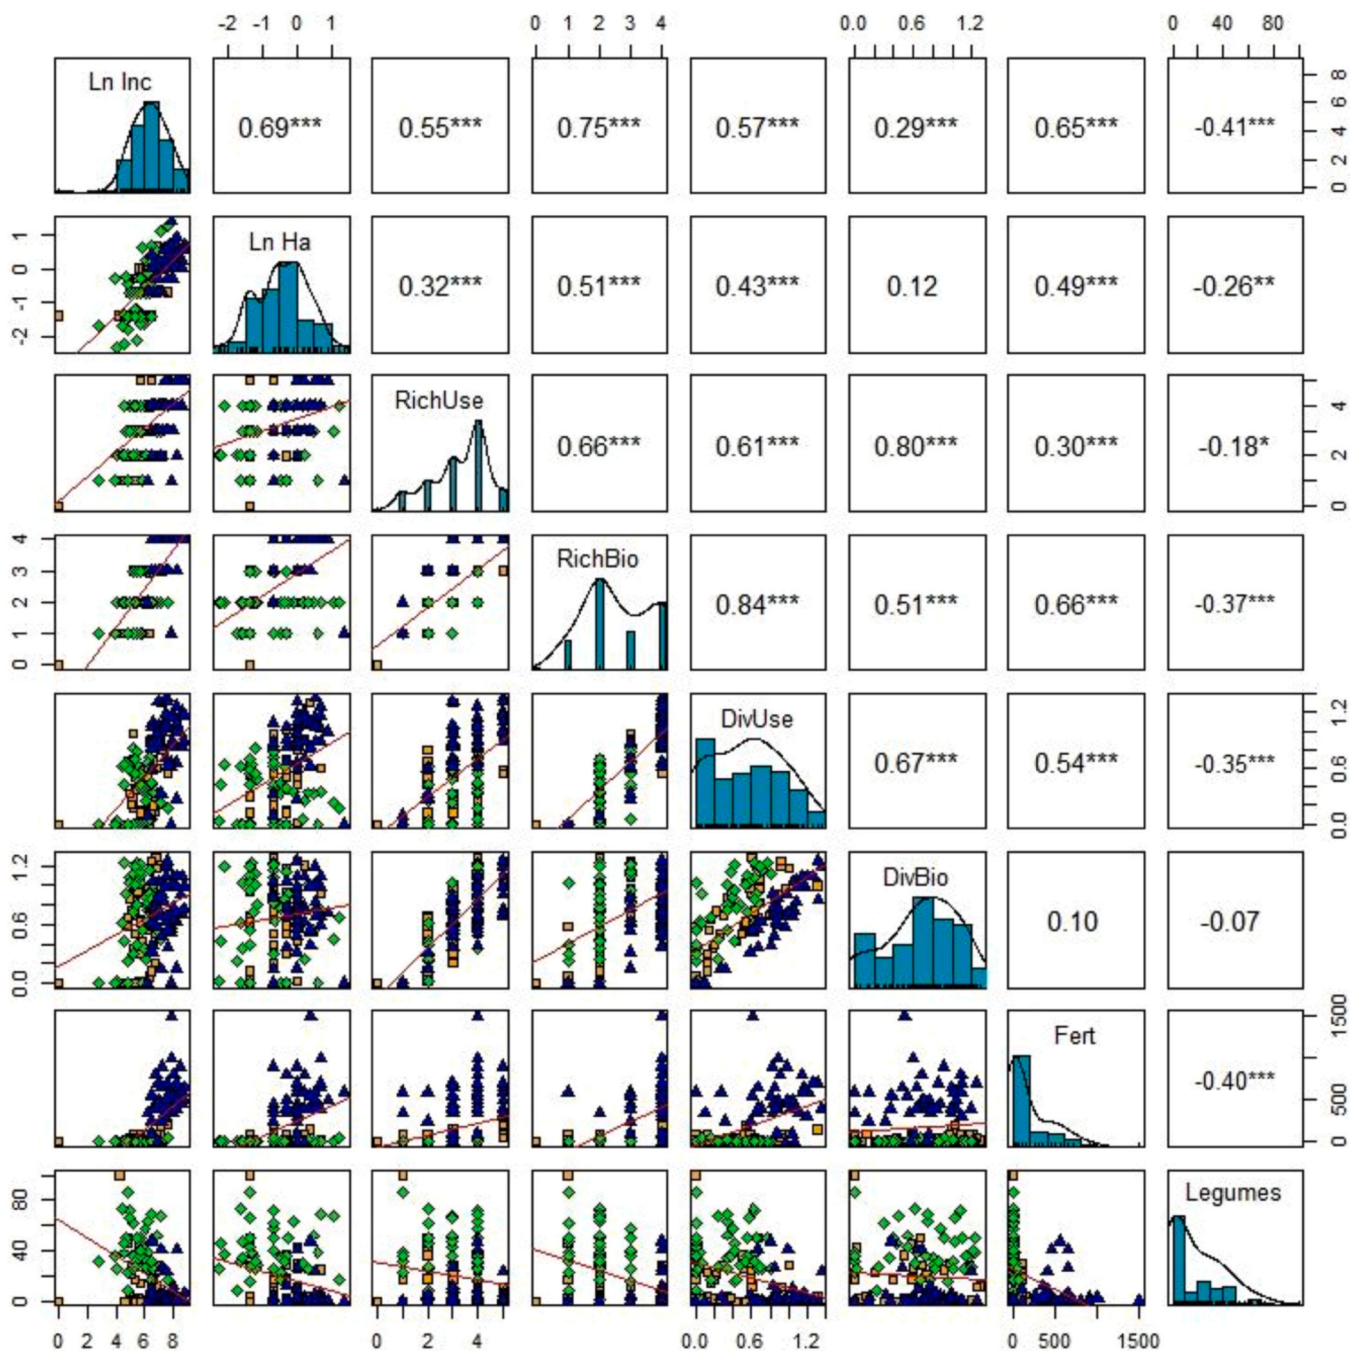 -2 -1 0 1 0 1 2 3 4 0.0 0.6 1.2 0 40 80
Ln Inc 0.69*** 0.55*** 0.75*** 0.57*** 0.29*** 0.65*** -0.41*** 0 2 4 6 8
-2 -1 0 1 Ln Ha 0.32*** 0.51*** 0.43*** 0.12 0.49*** -0.26**
RichUse 0.66*** 0.61*** 0.80*** 0.30*** -0.18* 0 2 4
0 1 2 3 4 RichBio 0.84*** 0.51*** 0.66*** -0.37***
DivUse 0.67*** 0.54*** -0.35*** 0.0 0.6 1.2
0.0 0.6 1.2 DivBio 0.10 -0.07
Fert -0.40*** 0 500 1500
0 40 80 Legumes
0 2 4 6 8 0 2 4 0.0 0.6 1.2 0 500 1500